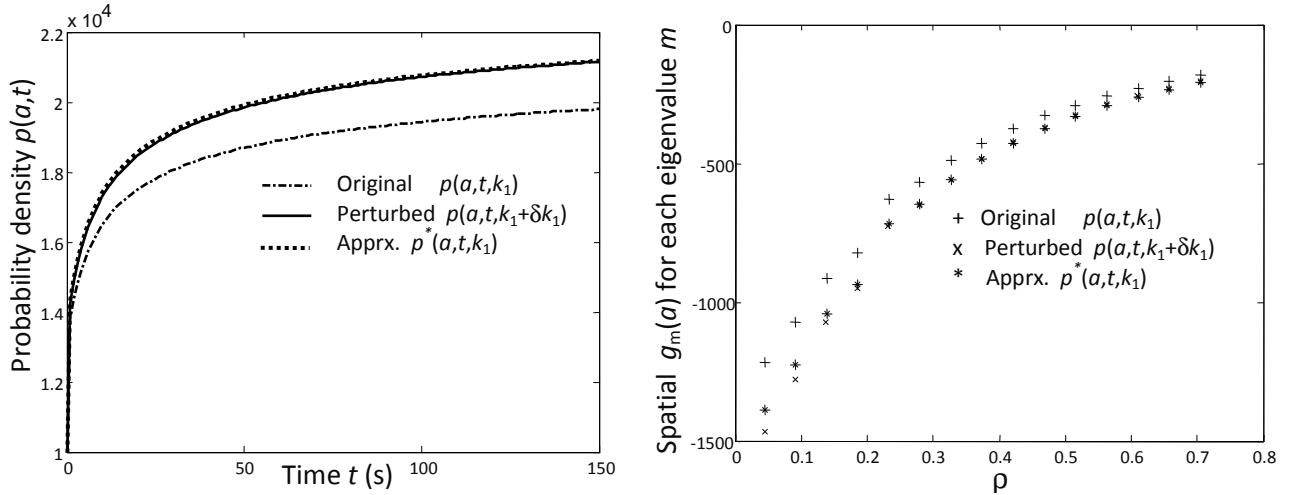 x 10⁴
2.2
2
1.8
1.6
1.4
1.2
1
0
50
100
150
Probability density p(a,t)
Time t (s)
Original p(a,t,k₁)
Perturbed p(a,t,k₁+δk₁)
Apprx. p*(a,t,k₁)
0
-500
-1000
-1500
0
0.1
0.2
0.3
0.4
0.5
0.6
0.7
0.8
Spatial gₘ(a) for each eigenvalue m
ρ
+ Original p(a,t,k₁)
x Perturbed p(a,t,k₁+δk₁)
* Apprx. p*(a,t,k₁)